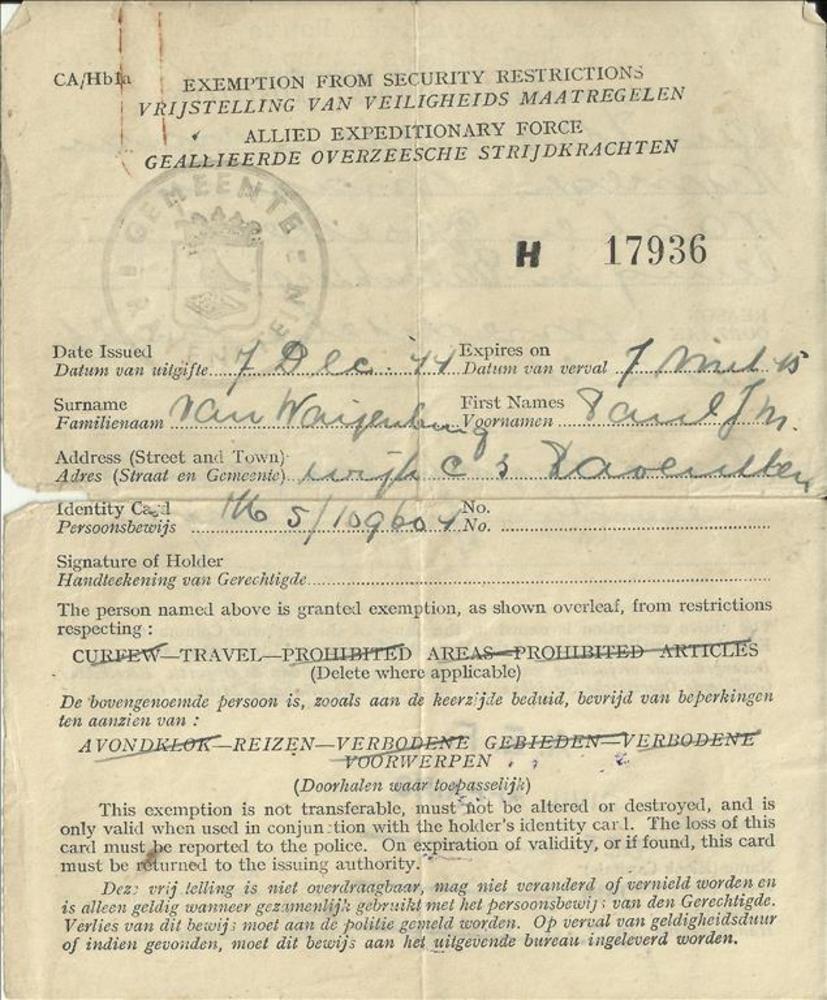 CA/Hb1a
EXEMPTION FROM SECURITY RESTRICTIONS
VRIJSTELLING VAN VEILIGHEIDS MAATREGELEN
ALLIED EXPEDITIONARY FORCE
GEALLIEERDE OVERZEESCHE STRIJDKRACHTEN
GEMEENTE
H 17936
Date Issued Expires on
Datum van uitgifte 7 Dec. '44 Datum van verval 7 45
Surname First Names
Familienaam van Voornamen Paul J M.
Address (Street and Town)
Adres (Straat en Gemeente) wijk C 3
Identity Card No.
Persoonsbewijs 5/109604 No.
Signature of Holder
Handteekening van Gerechtigde
The person named above is granted exemption, as shown overleaf, from restrictions
respecting :
CURFEW—TRAVEL—PROHIBITED AREAS—PROHIBITED ARTICLES
(Delete where applicable)
De bovengenoemde persoon is, zooals aan de keerzijde beduid, bevrijd van beperkingen
ten aanzien van :
AVONDKLOK—REIZEN—VERBODENE GEBIEDEN—VERBODENE
VOORWERPEN
(Doorhalen waar toepasselijk)
This exemption is not transferable, must not be altered or destroyed, and is
only valid when used in conjunction with the holder's identity card. The loss of this
card must be reported to the police. On expiration of validity, or if found, this card
must be returned to the issuing authority.
Deze vrijstelling is niet overdraagbaar, mag niet veranderd of vernield worden en
is alleen geldig wanneer gezamenlijk gebruikt met het persoonsbewijs van den Gerechtigde.
Verlies van dit bewijs moet aan de politie gemeld worden. Op verval van geldigheidsduur
of indien gevonden, moet dit bewijs aan het uitgevende bureau ingeleverd worden.